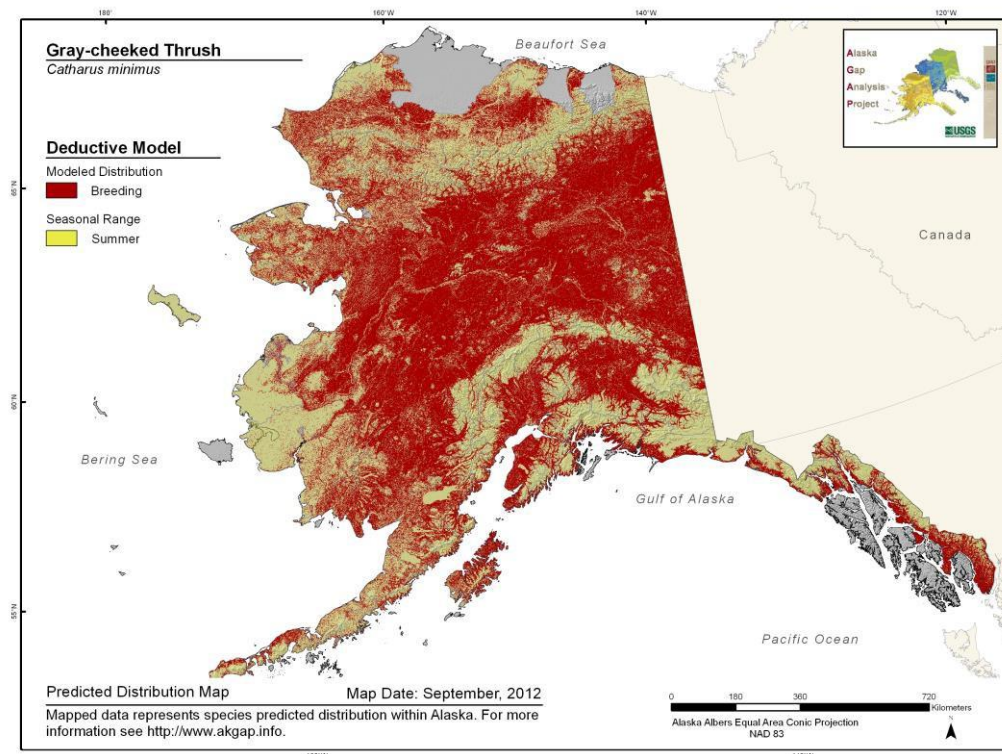 180°
160°W
140°W
120°W
Gray-cheeked Thrush
Catharus minimus
Beaufort Sea
Alaska
Gap
Analysis
Project
USGS
Deductive Model
Modeled Distribution
Breeding
Seasonal Range
Summer
65°N
Canada
60°N
Bering Sea
Gulf of Alaska
55°N
Pacific Ocean
Predicted Distribution Map
Map Date: September, 2012
Mapped data represents species predicted distribution within Alaska. For more
information see http://www.akgap.info.
0 180 360 720
Kilometers
Alaska Albers Equal Area Conic Projection
NAD 83
N